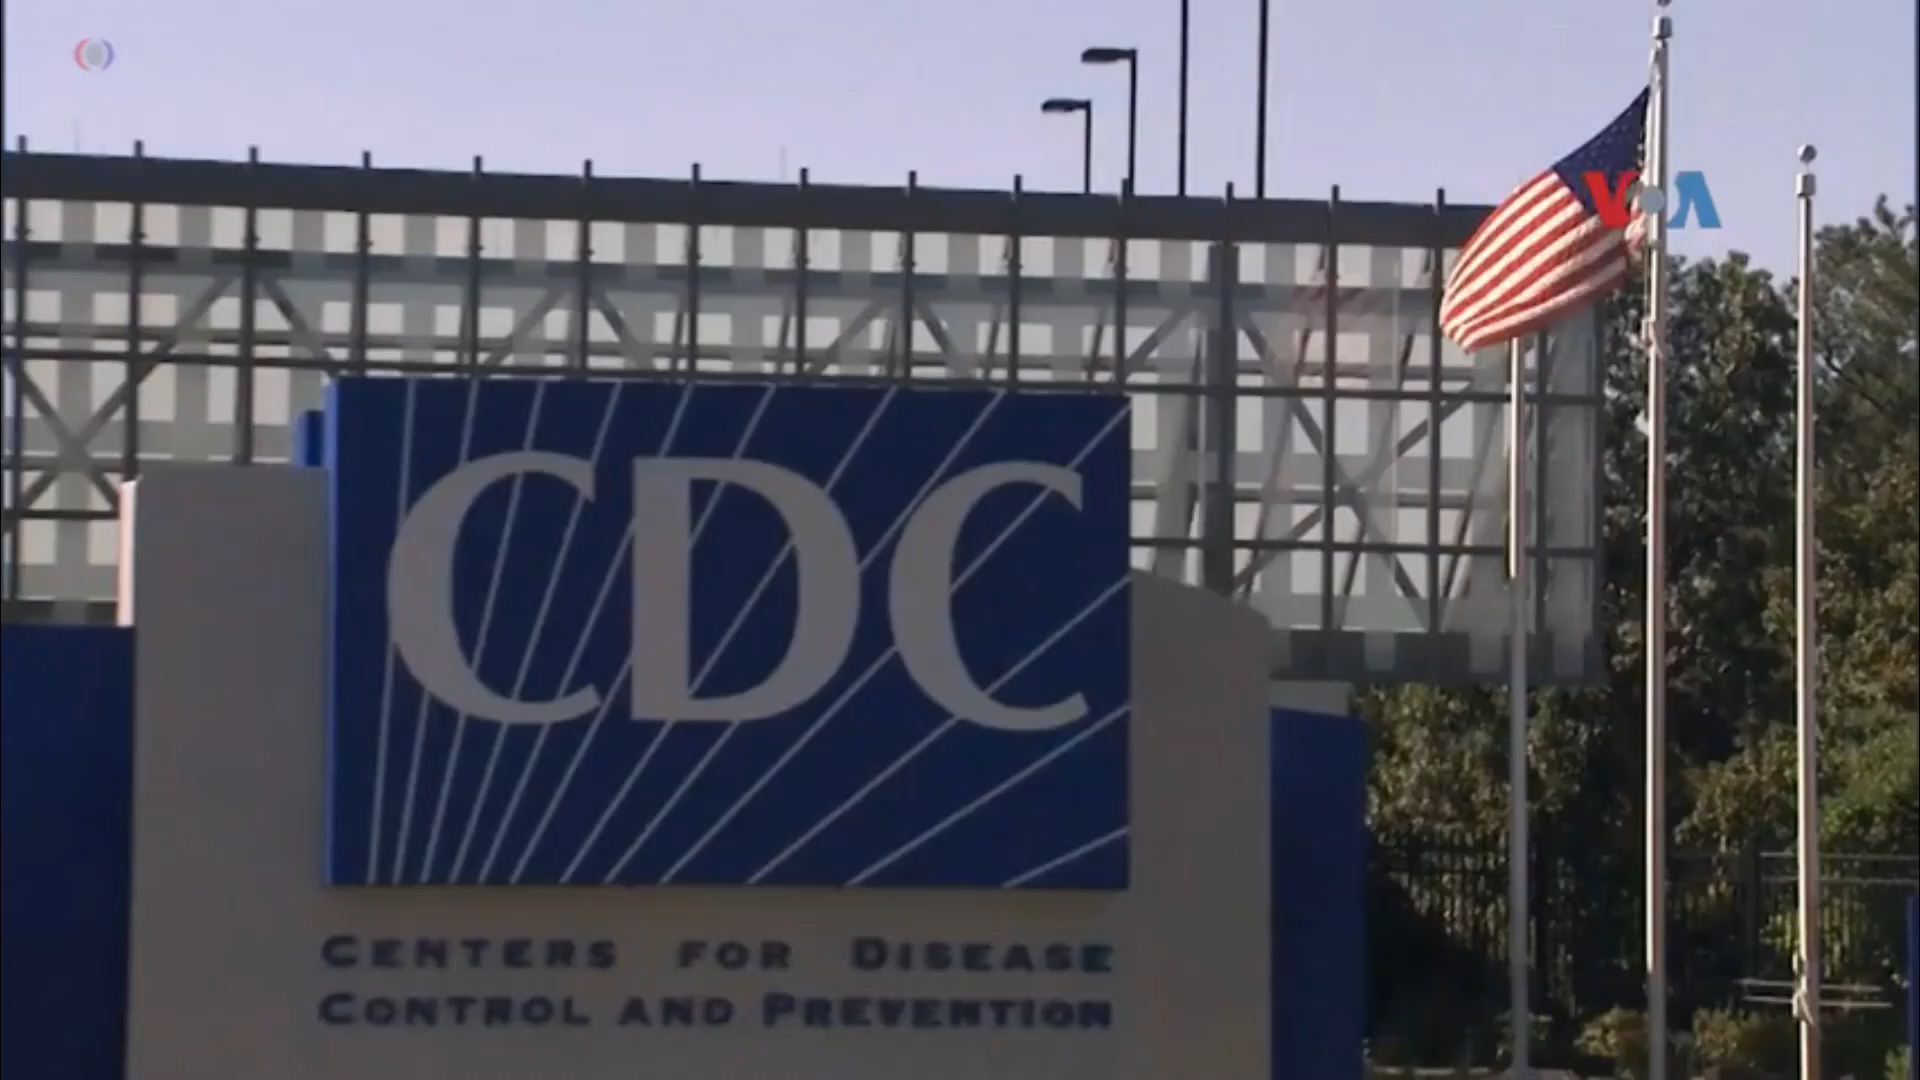 VOA
CDC
CENTERS FOR DISEASE
CONTROL AND PREVENTION